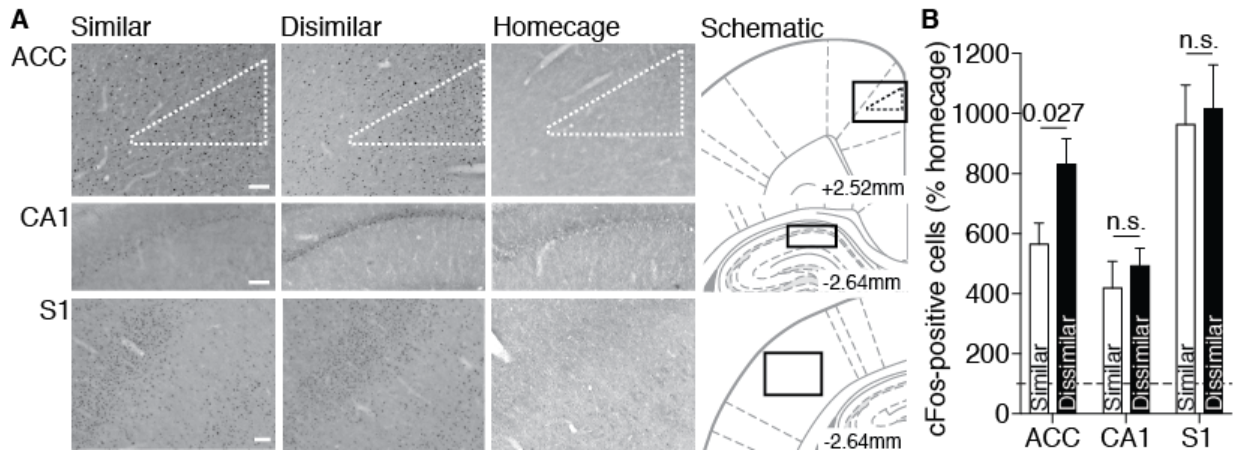 A
Similar
Disimilar
Homecage
Schematic
ACC
+2.52mm
CA1
-2.64mm
S1
-2.64mm
B
cFos-positive cells (% homecage)
1200
1000
800
600
400
200
0
0.027
n.s.
n.s.
Similar
Dissimilar
Similar
Dissimilar
Similar
Dissimilar
ACC
CA1
S1